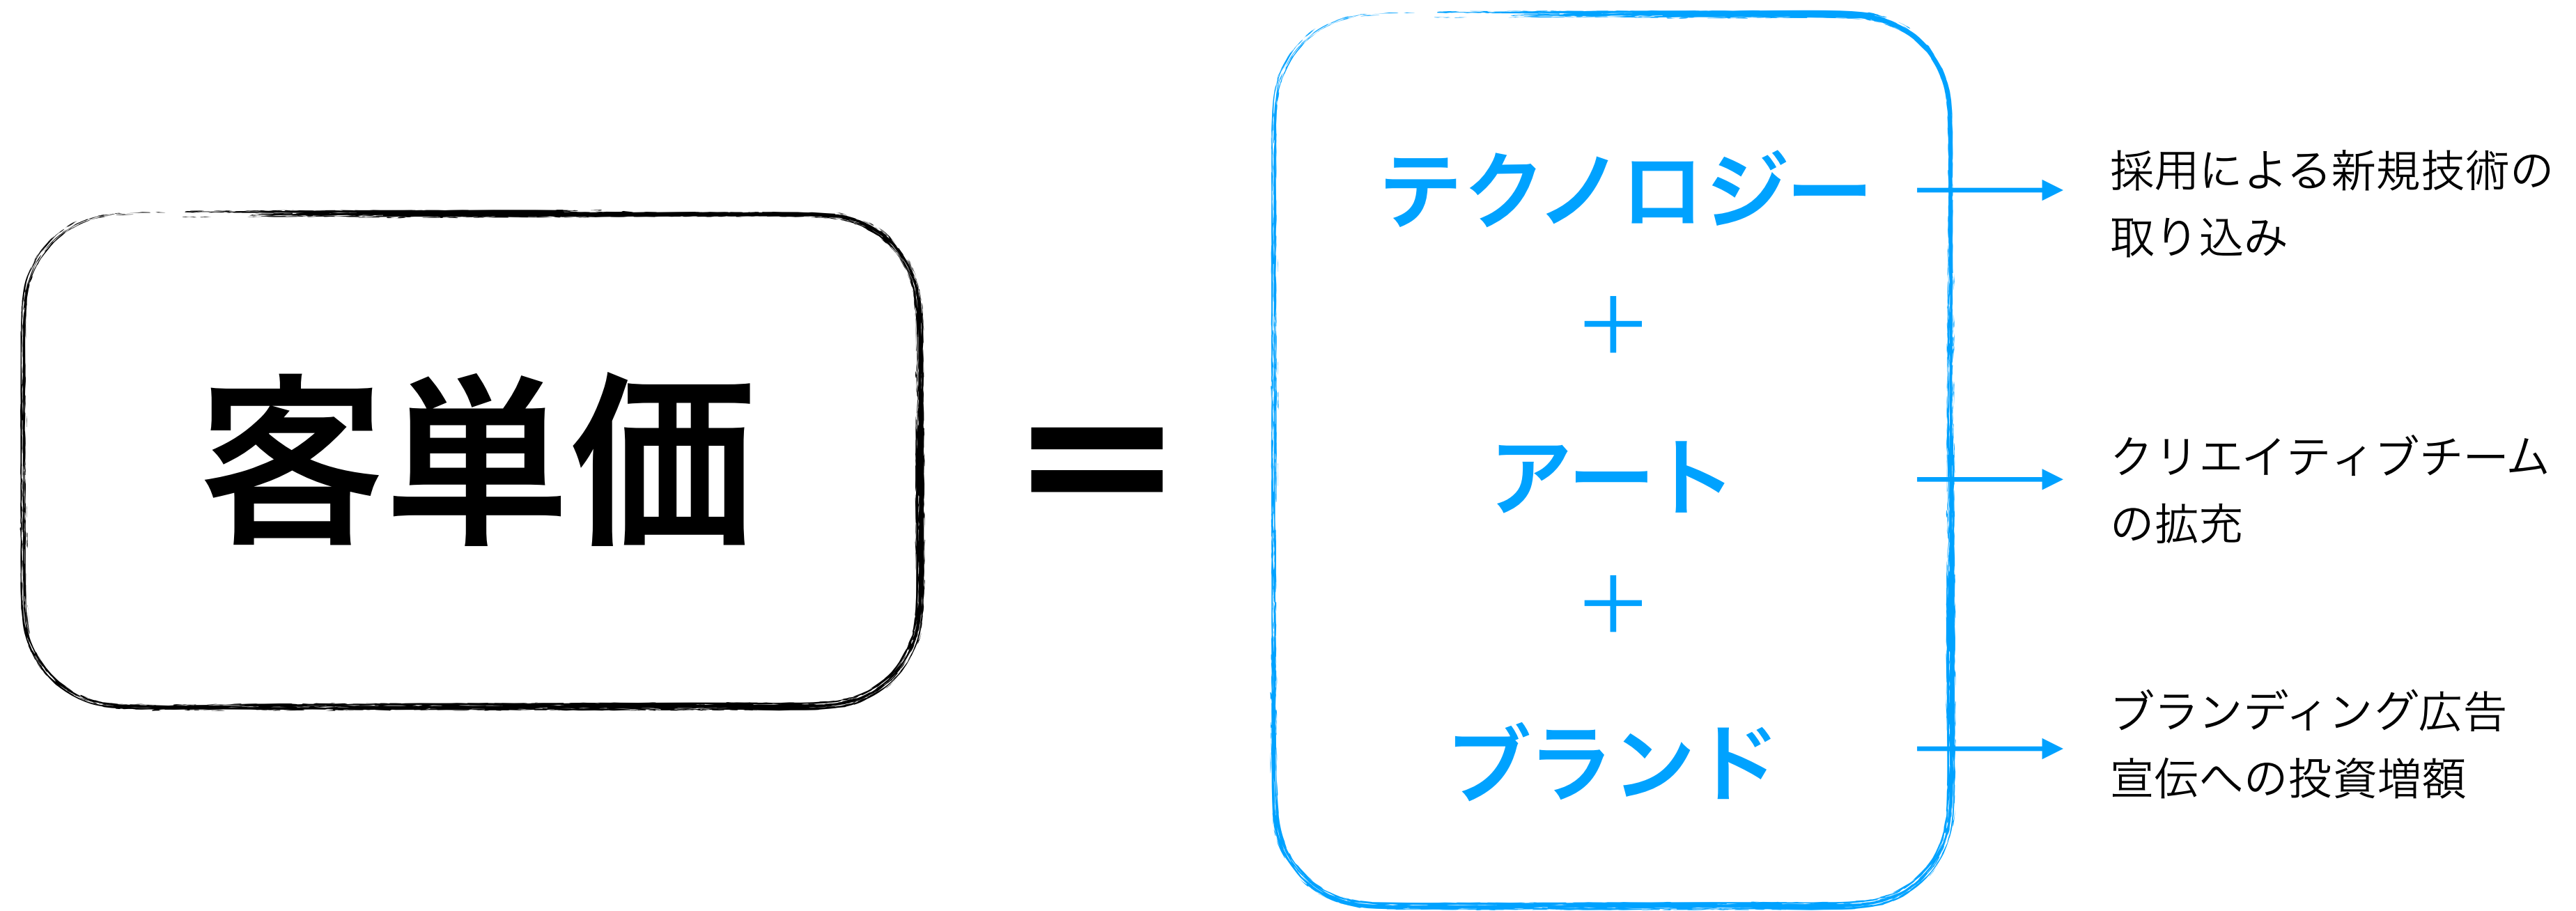 客単価
=
テクノロジー
+
アート
+
ブランド
採用による新規技術の
取り込み
クリエイティブチーム
の拡充
ブランディング広告
宣伝への投資増額